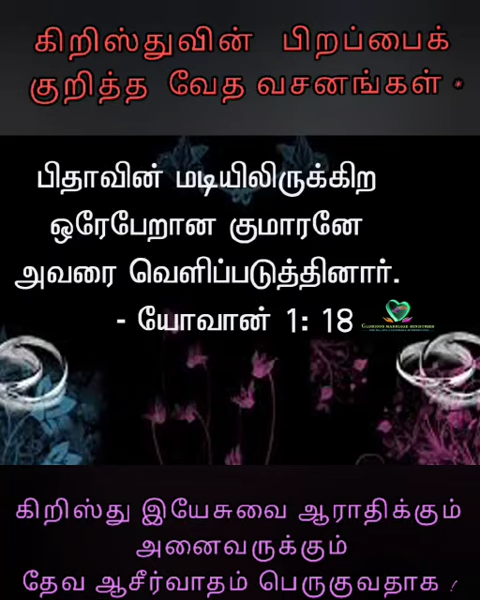 கிறிஸ்துவின் பிறப்பைக்
குறித்த வேத வசனங்கள் *
பிதாவின் மடியிலிருக்கிற
ஒரேபேறான குமாரனே
அவரை வெளிப்படுத்தினார்.
- யோவான் 1: 18
கிறிஸ்து இயேசுவை ஆராதிக்கும்
அனைவருக்கும்
தேவ ஆசீர்வாதம் பெருகுவதாக !